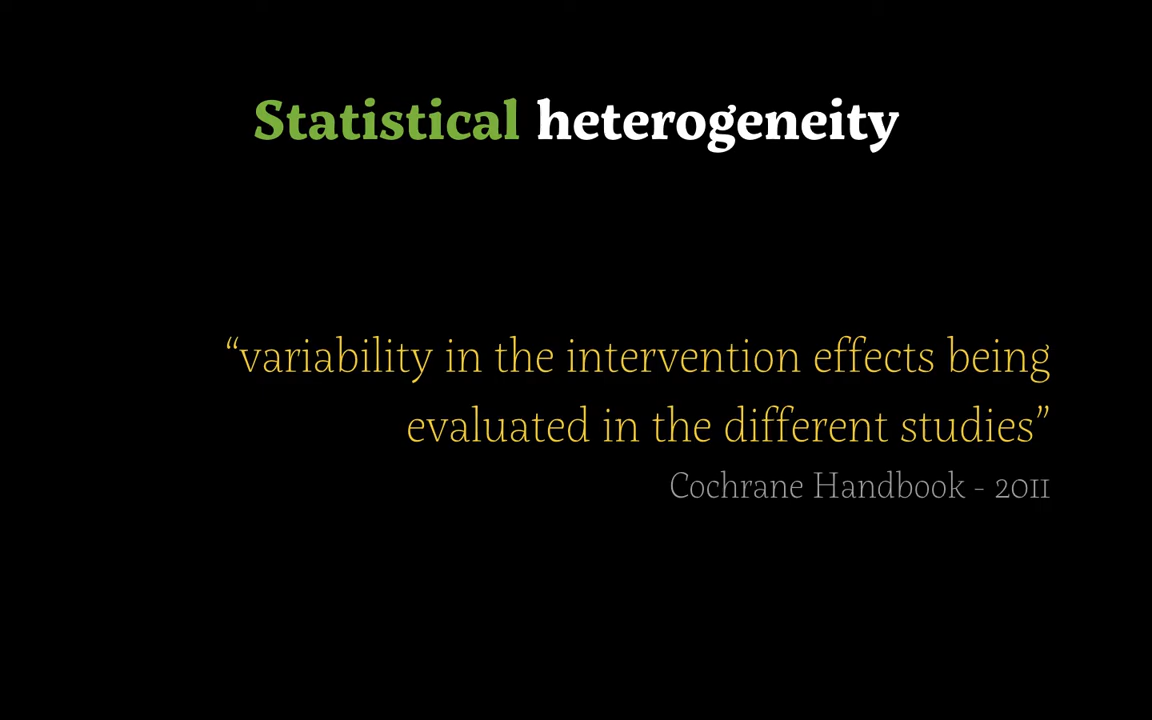 Statistical heterogeneity
“variability in the intervention effects being
evaluated in the different studies”
Cochrane Handbook - 2011